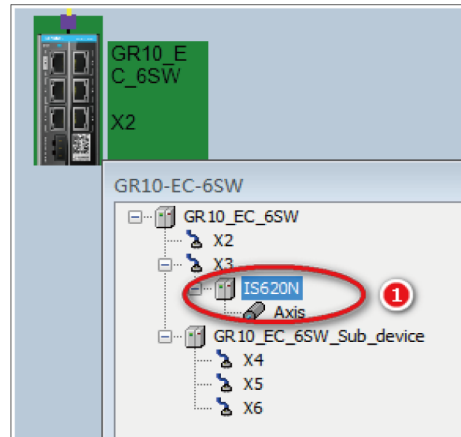 GR10_E
C_6SW
X2
GR10-EC-6SW
GR10_EC_6SW
X2
X3
IS620N
1
Axis
GR10_EC_6SW_Sub_device
X4
X5
X6